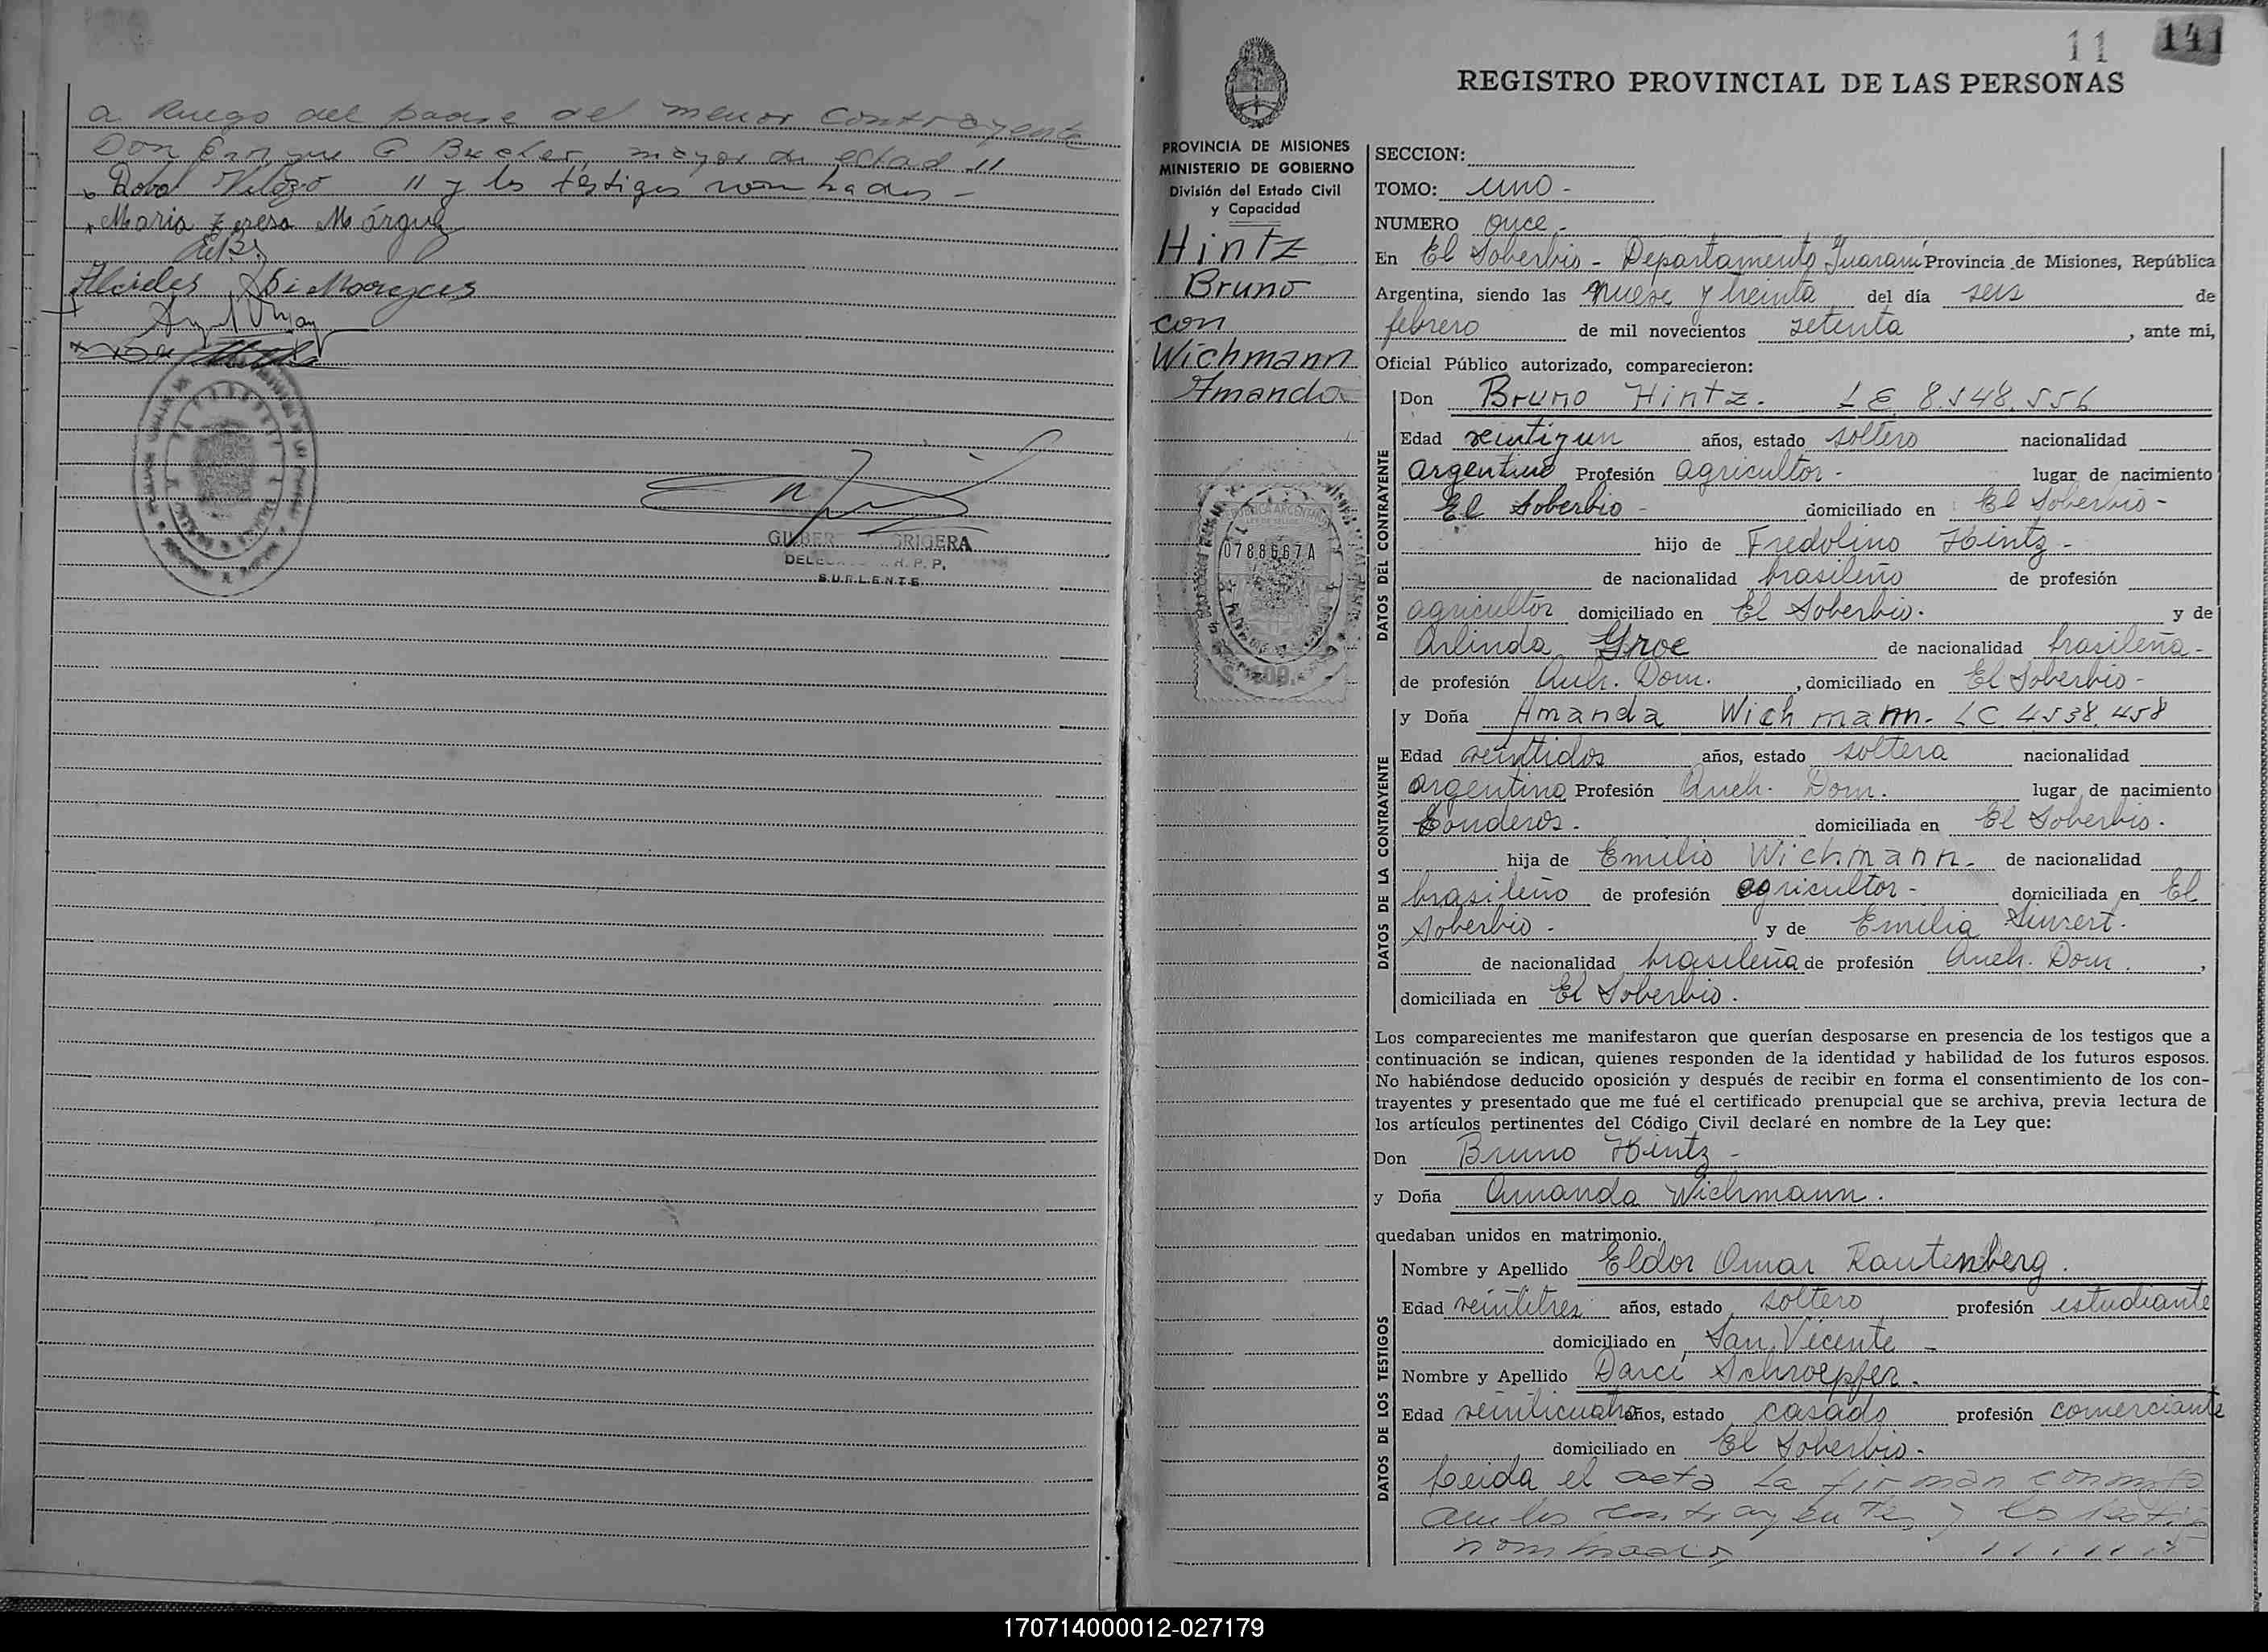 a Ruego del padre del menor Contrayente
Don Enrique G Bucher, mayor de edad //
Velozo // y los testigos nombrados -
Maria Teresa Márquez
Alcides
GILBER GRIGERA
DELE R. P. P.
SUPLENTE
11 141
REGISTRO PROVINCIAL DE LAS PERSONAS
PROVINCIA DE MISIONES
MINISTERIO DE GOBIERNO
División del Estado Civil
y Capacidad
Hintz
Bruno
con
Wichmann
Amanda
0788667A
SECCION:
TOMO: uno -
NUMERO once -
En El Soberbio - Departamento Guaraní Provincia de Misiones, República
Argentina, siendo las nueve y treinta del día seis de
febrero de mil novecientos setenta, ante mi,
Oficial Público autorizado, comparecieron:
DATOS DEL CONTRAYENTE
Don Bruno Hintz. LE 8.548.556
Edad veintiun años, estado soltero nacionalidad
argentino Profesión agricultor - lugar de nacimiento
El Soberbio - domiciliado en El Soberbio -
hijo de Fredolino Hintz -
de nacionalidad brasileño de profesión
agricultor domiciliado en El Soberbio. y de
Arlinda Groe de nacionalidad brasileña -
de profesión Queh. Dom., domiciliado en El Soberbio -
DATOS DE LA CONTRAYENTE
y Doña Amanda Wichmann. LC 4538.458
Edad veintidos años, estado soltera nacionalidad
argentina Profesión Queh. Dom. lugar de nacimiento
domiciliada en El Soberbio.
hija de Emilio Wichmann. de nacionalidad
brasileño de profesión agricultor - domiciliada en El
Soberbio - y de Emilia
de nacionalidad brasileña de profesión Queh. Dom.,
domiciliada en El Soberbio.
Los comparecientes me manifestaron que querían desposarse en presencia de los testigos que a
continuación se indican, quienes responden de la identidad y habilidad de los futuros esposos.
No habiéndose deducido oposición y después de recibir en forma el consentimiento de los con-
trayentes y presentado que me fué el certificado prenupcial que se archiva, previa lectura de
los artículos pertinentes del Código Civil declaré en nombre de la Ley que:
Don Bruno Hintz -
y Doña Amanda Wichmann.
quedaban unidos en matrimonio.
DATOS DE LOS TESTIGOS
Nombre y Apellido Eldor Omar Rautenberg.
Edad veintitres años, estado soltero profesión estudiante
domiciliado en San Vicente -
Nombre y Apellido Darci Schroepfer.
Edad veinticuatro años, estado casado profesión comerciante
domiciliado en El Soberbio.
Leida el acta La firman conmigo
ambos contrayentes y los testigos
nombrados
170714000012-027179